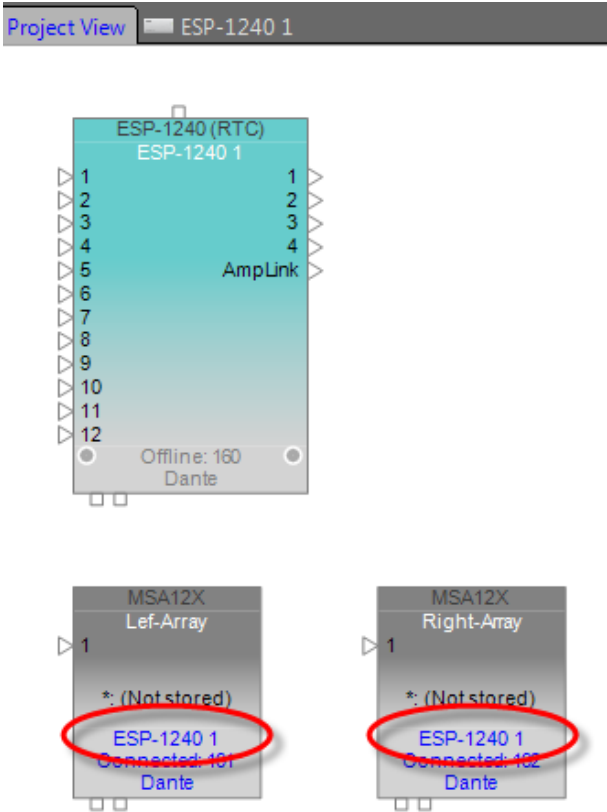 Project View ESP-1240 1
ESP-1240 (RTC)
ESP-1240 1
1 1
2 2
3 3
4 4
5 AmpLink
6
7
8
9
10
11
12
Offline: 160
Dante
MSA12X
Lef-Array
1
*: (Not stored)
ESP-1240 1
Connected: 161
Dante
MSA12X
Right-Array
1
*: (Not stored)
ESP-1240 1
Connected: 162
Dante